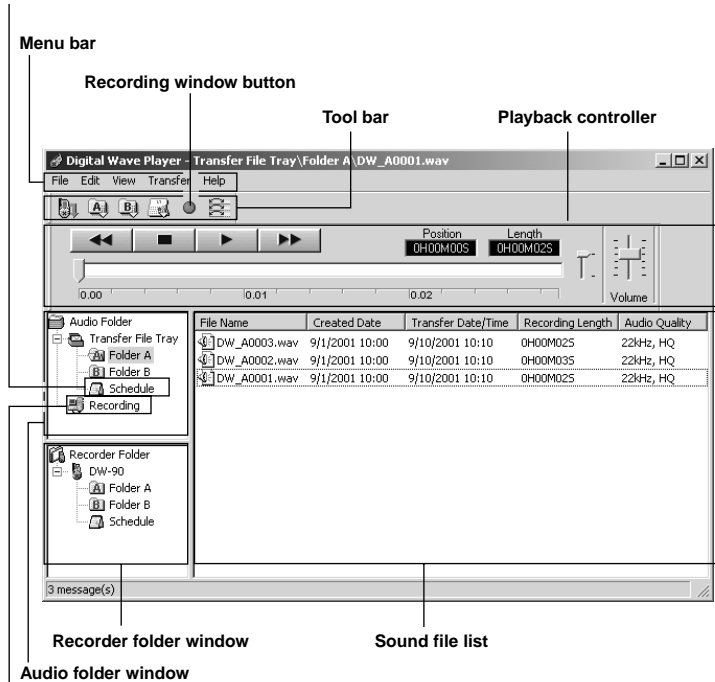 Menu bar
Recording window button
Tool bar
Playback controller
Digital Wave Player - Transfer File Tray\Folder A\DW_A0001.wav
File Edit View Transfer Help
A B
Position Length
0H00M00S 0H00M02S
0.00 0.01 0.02
Volume
Audio Folder
Transfer File Tray
A Folder A
B Folder B
Schedule
Recording
File Name Created Date Transfer Date/Time Recording Length Audio Quality
DW_A0003.wav 9/1/2001 10:00 9/10/2001 10:10 0H00M02S 22kHz, HQ
DW_A0002.wav 9/1/2001 10:00 9/10/2001 10:10 0H00M03S 22kHz, HQ
DW_A0001.wav 9/1/2001 10:00 9/10/2001 10:10 0H00M02S 22kHz, HQ
Recorder Folder
DW-90
A Folder A
B Folder B
Schedule
3 message(s)
Recorder folder window
Sound file list
Audio folder window